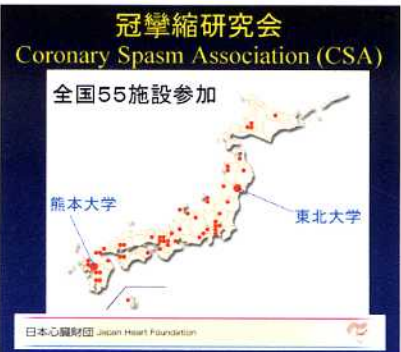 冠攣縮研究会
Coronary Spasm Association (CSA)
全国55施設参加
熊本大学
東北大学
日本心臓財団 Japan Heart Foundation